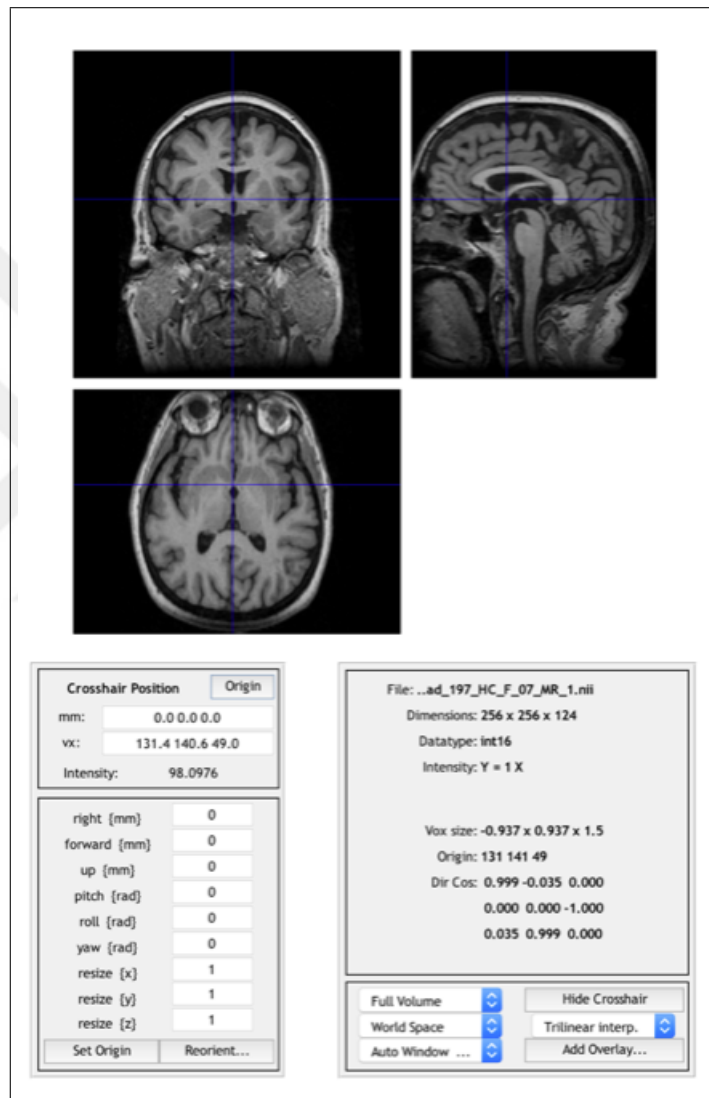 Crosshair Position Origin
mm: 0.0 0.0 0.0
vx: 131.4 140.6 49.0
Intensity: 98.0976
right {mm} 0
forward {mm} 0
up {mm} 0
pitch {rad} 0
roll {rad} 0
yaw {rad} 0
resize {x} 1
resize {y} 1
resize {z} 1
Set Origin Reorient...
File: ..ad_197_HC_F_07_MR_1.nii
Dimensions: 256 x 256 x 124
Datatype: int16
Intensity: Y = 1 X
Vox size: -0.937 x 0.937 x 1.5
Origin: 131 141 49
Dir Cos: 0.999 -0.035 0.000
0.000 0.000 -1.000
0.035 0.999 0.000
Full Volume Hide Crosshair
World Space Trilinear interp.
Auto Window ... Add Overlay...